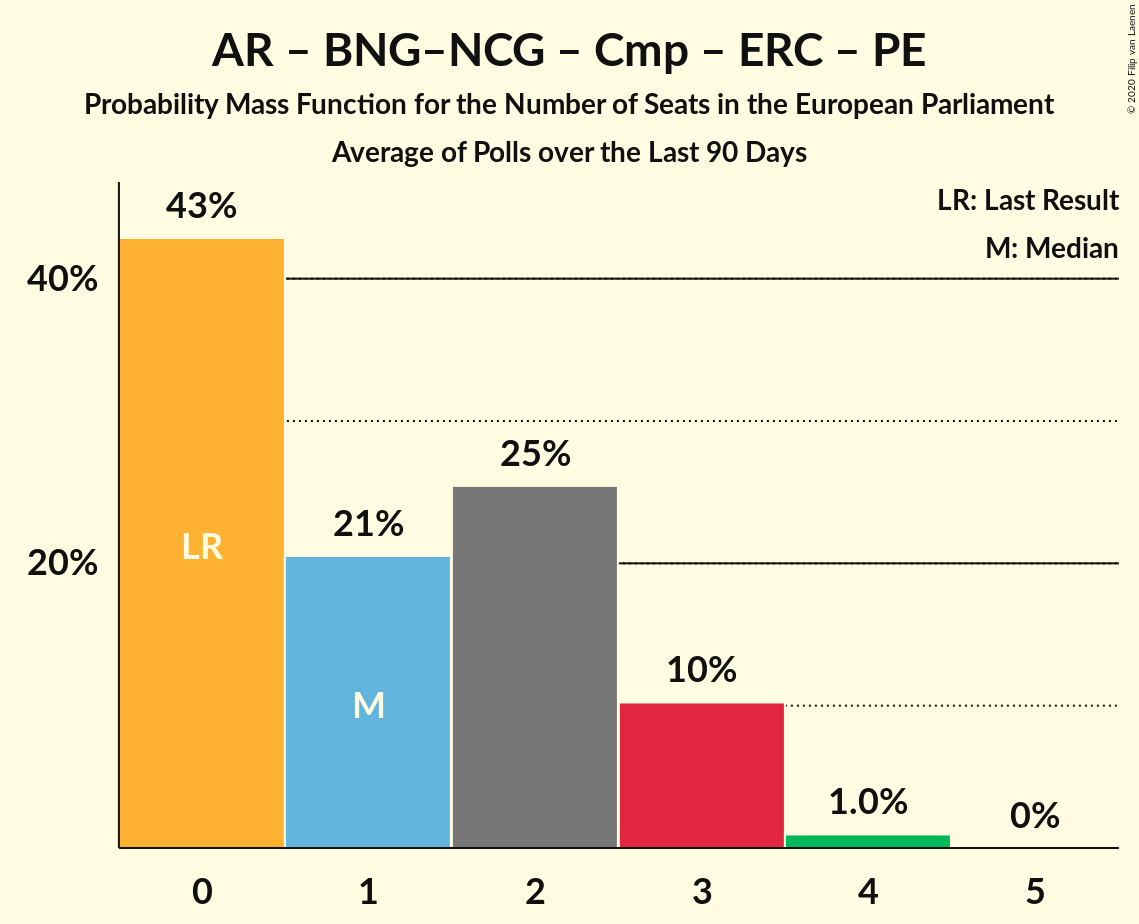 AR – BNG–NCG – Cmp – ERC – PE
Probability Mass Function for the Number of Seats in the European Parliament
Average of Polls over the Last 90 Days
© 2020 Filip van Laenen
LR: Last Result
M: Median
43%
40%
25%
21%
LR
20%
10%
M
1.0%
0%
0 1 2 3 4 5